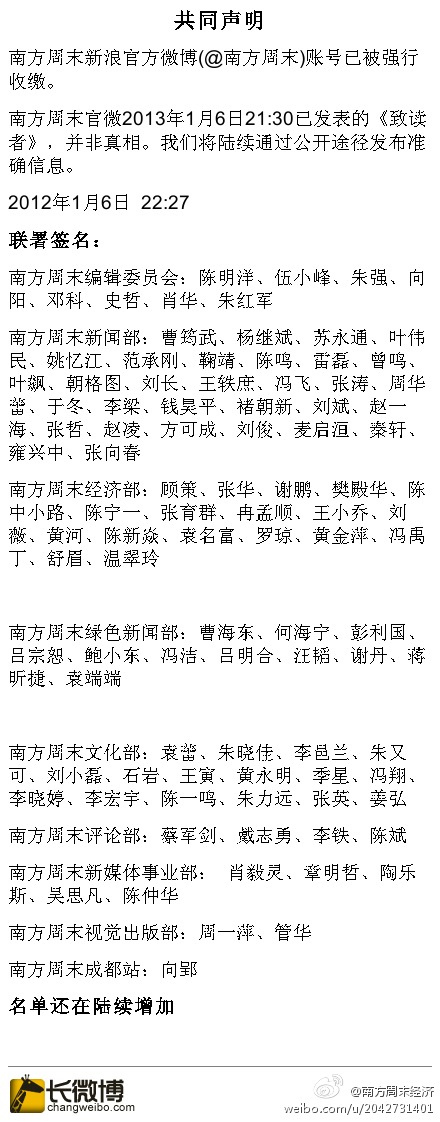 共同声明
南方周末新浪官方微博(@南方周末)账号已被强行
收缴。
南方周末官微2013年1月6日21:30已发表的《致读
者》，并非真相。我们将陆续通过公开途径发布准
确信息。
2012年1月6日 22:27
联署签名：
南方周末编辑委员会：陈明洋、伍小峰、朱强、向
阳、邓科、史哲、肖华、朱红军
南方周末新闻部：曹筠武、杨继斌、苏永通、叶伟
民、姚忆江、范承刚、鞠靖、陈鸣、雷磊、曾鸣、
叶飙、朝格图、刘长、王轶庶、冯飞、张涛、周华
蕾、于冬、李梁、钱昊平、褚朝新、刘斌、赵一
海、张哲、赵凌、方可成、刘俊、麦启洹、秦轩、
雍兴中、张向春
南方周末经济部：顾策、张华、谢鹏、樊殿华、陈
中小路、陈宁一、张育群、冉孟顺、王小乔、刘
薇、黄河、陈新焱、袁名富、罗琼、黄金萍、冯禹
丁、舒眉、温翠玲
南方周末绿色新闻部：曹海东、何海宁、彭利国、
吕宗恕、鲍小东、冯洁、吕明合、汪韬、谢丹、蒋
昕捷、袁端端
南方周末文化部：袁蕾、朱晓佳、李邑兰、朱又
可、刘小磊、石岩、王寅、黄永明、季星、冯翔、
李晓婷、李宏宇、陈一鸣、朱力远、张英、姜弘
南方周末评论部：蔡军剑、戴志勇、李铁、陈斌
南方周末新媒体事业部： 肖毅灵、章明哲、陶乐
斯、吴思凡、陈仲华
南方周末视觉出版部：周一萍、管华
南方周末成都站：向郢
名单还在陆续增加
长微博
changweibo.com
@南方周末经济
weibo.com/u/2042731401